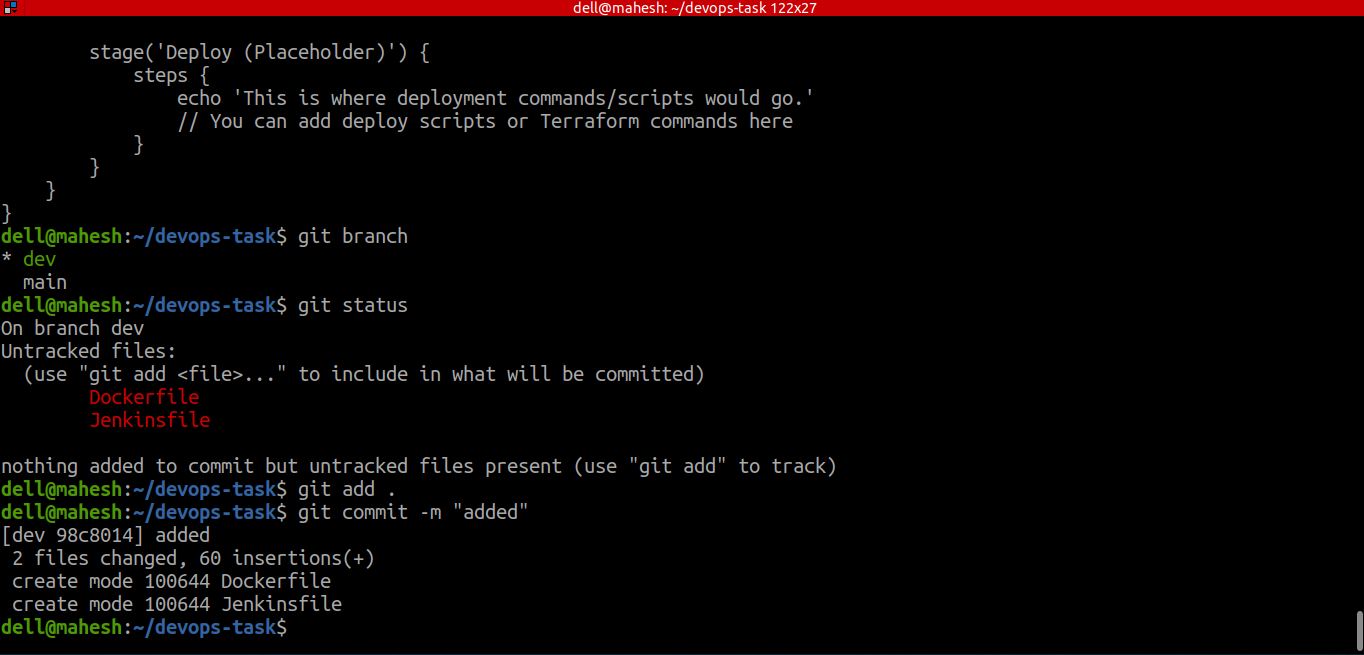 dell@mahesh: ~/devops-task 122x27
        stage('Deploy (Placeholder)') {
            steps {
                echo 'This is where deployment commands/scripts would go.'
                // You can add deploy scripts or Terraform commands here
            }
        }
    }
}
dell@mahesh:~/devops-task$ git branch
* dev
  main
dell@mahesh:~/devops-task$ git status
On branch dev
Untracked files:
  (use "git add <file>..." to include in what will be committed)
        Dockerfile
        Jenkinsfile
nothing added to commit but untracked files present (use "git add" to track)
dell@mahesh:~/devops-task$ git add .
dell@mahesh:~/devops-task$ git commit -m "added"
[dev 98c8014] added
 2 files changed, 60 insertions(+)
 create mode 100644 Dockerfile
 create mode 100644 Jenkinsfile
dell@mahesh:~/devops-task$